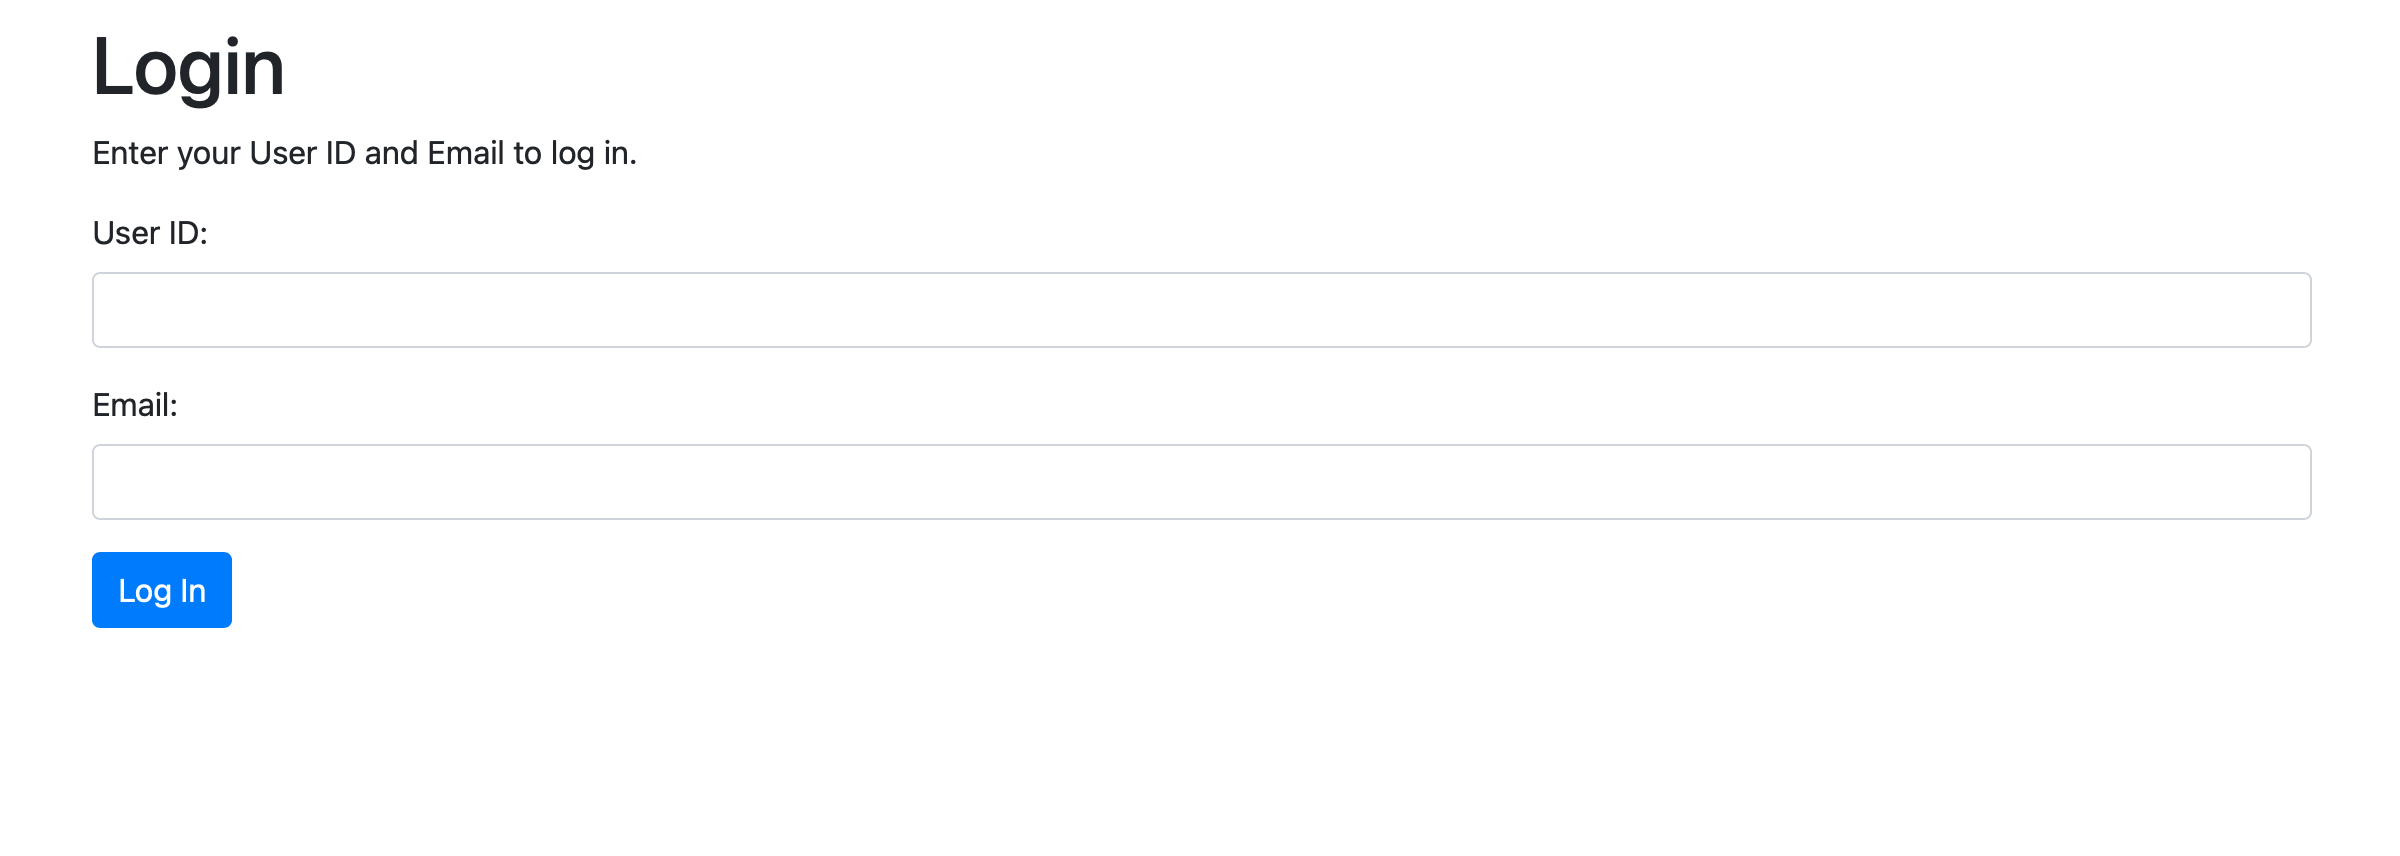 Login
Enter your User ID and Email to log in.
User ID:
Email:
Log In